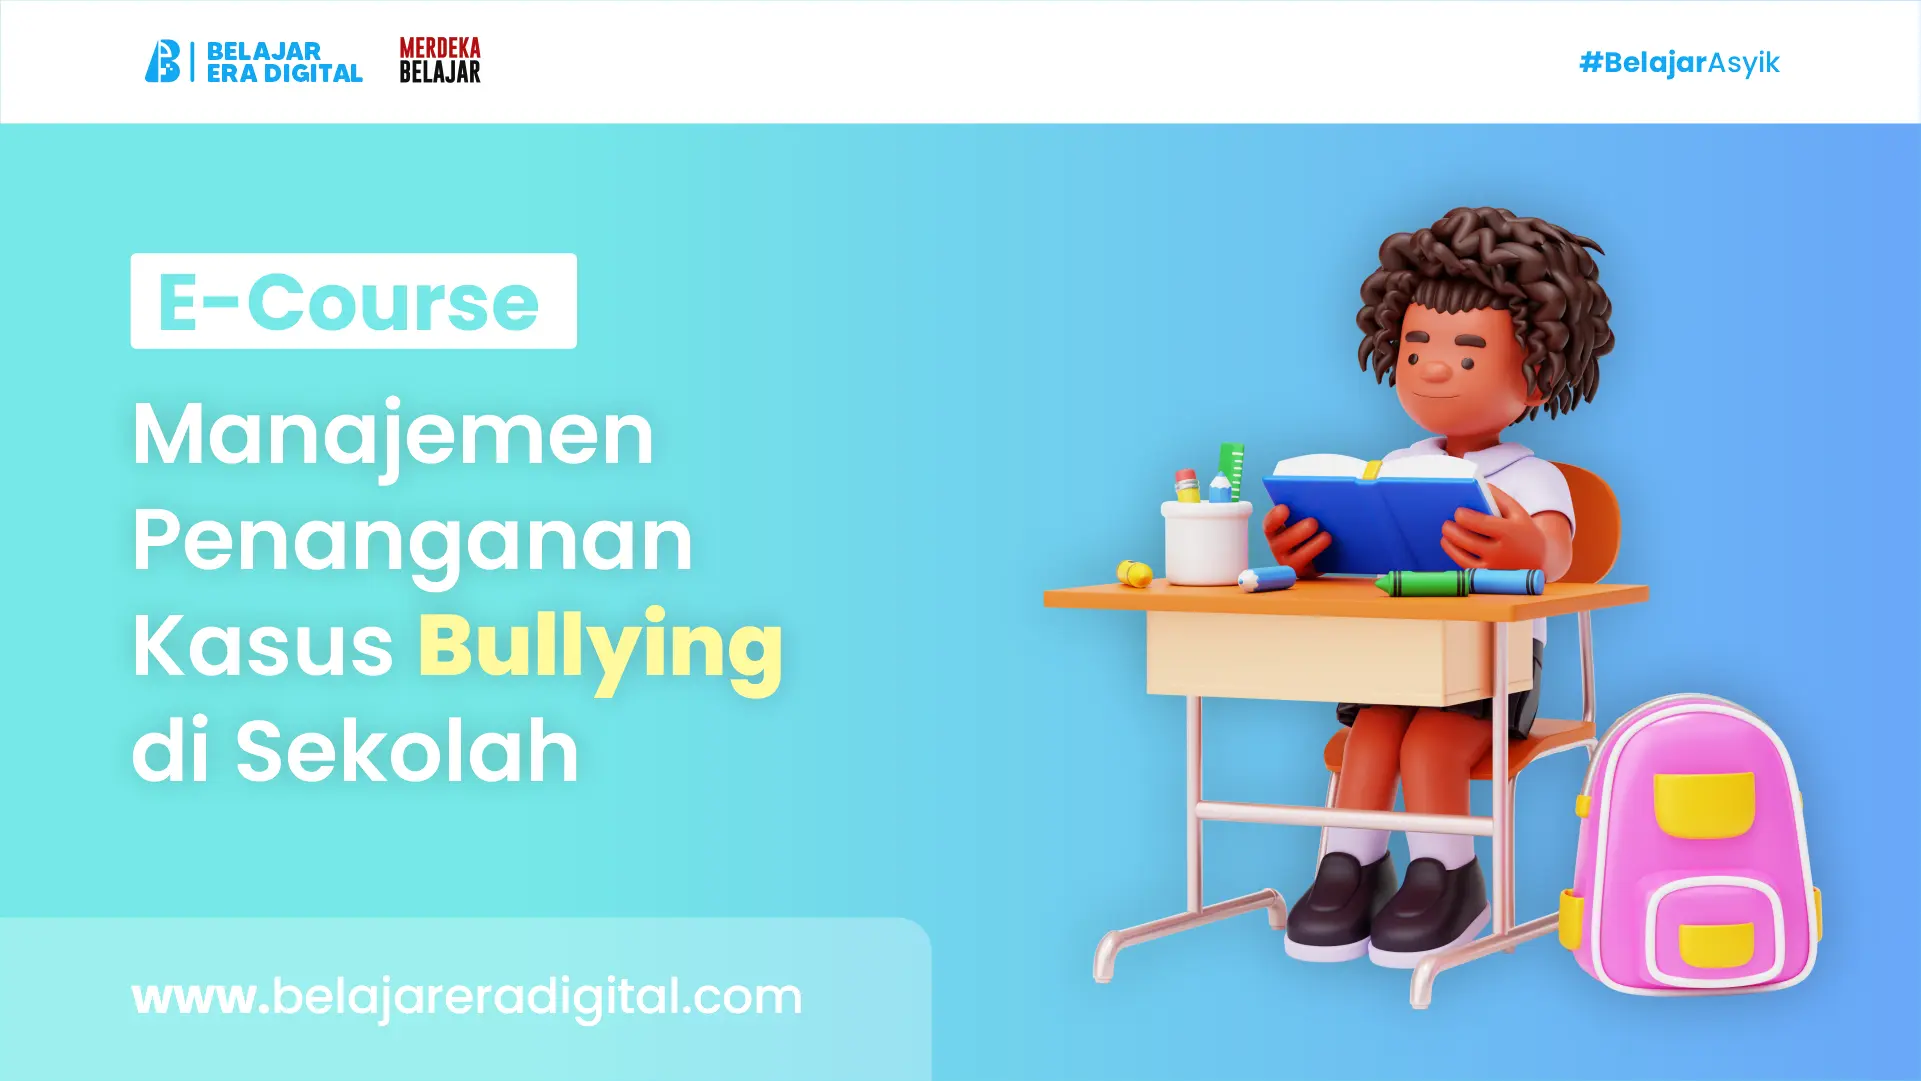 BELAJAR
ERA DIGITAL
MERDEKA
BELAJAR
#BelajarAsyik
E-Course
Manajemen
Penanganan
Kasus Bullying
di Sekolah
www.belajareradigital.com